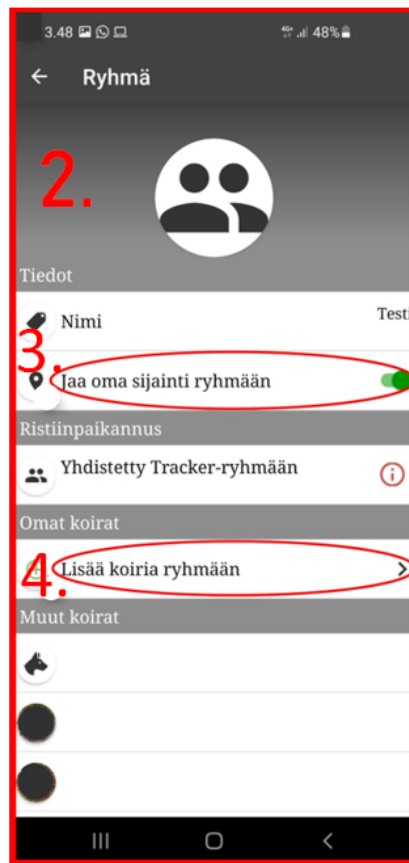 3.48 4G+ 48%
Ryhmä
2.
Tiedot
Nimi Testi
3.
Jaa oma sijainti ryhmään
Ristiinpaikannus
Yhdistetty Tracker-ryhmään i
Omat koirat
4. Lisää koiria ryhmään
Muut koirat